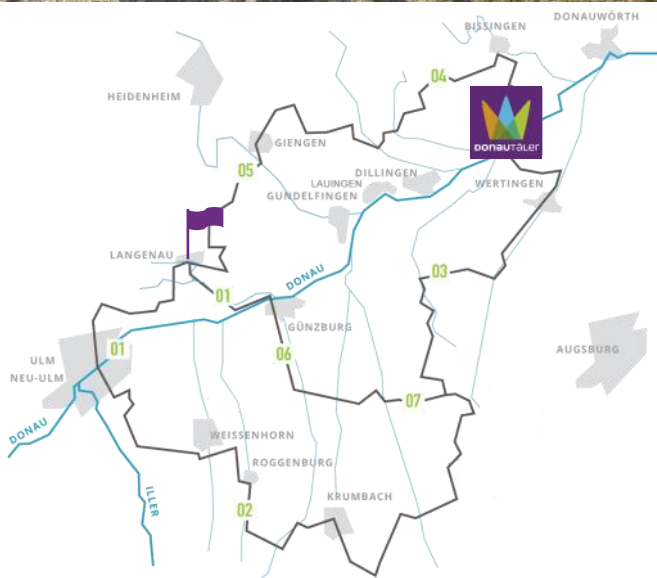 DONAUWÖRTH
BISSINGEN
04
HEIDENHEIM
DONAUTÄLER
GIENGEN
05
DILLINGEN
LAUINGEN
GUNDELFINGEN
WERTINGEN
LANGENAU
DONAU
03
01
GÜNZBURG
01
06
AUGSBURG
ULM
NEU-ULM
07
DONAU
WEISSENHORN
ROGGENBURG
ILLER
KRUMBACH
02